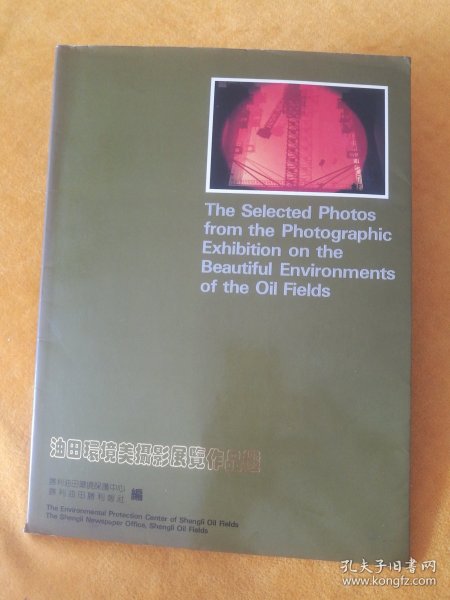 The Selected Photos
from the Photographic
Exhibition on the
Beautiful Environments
of the Oil Fields
油田環境美攝影展覽作品選
勝利油田環境保護中心
勝利油田勝利報社
編
The Environmental Protection Center of Shengli Oil Fields
The Shengli Newspaper Office, Shengli Oil Fields
孔夫子旧书网
www.kongfz.com